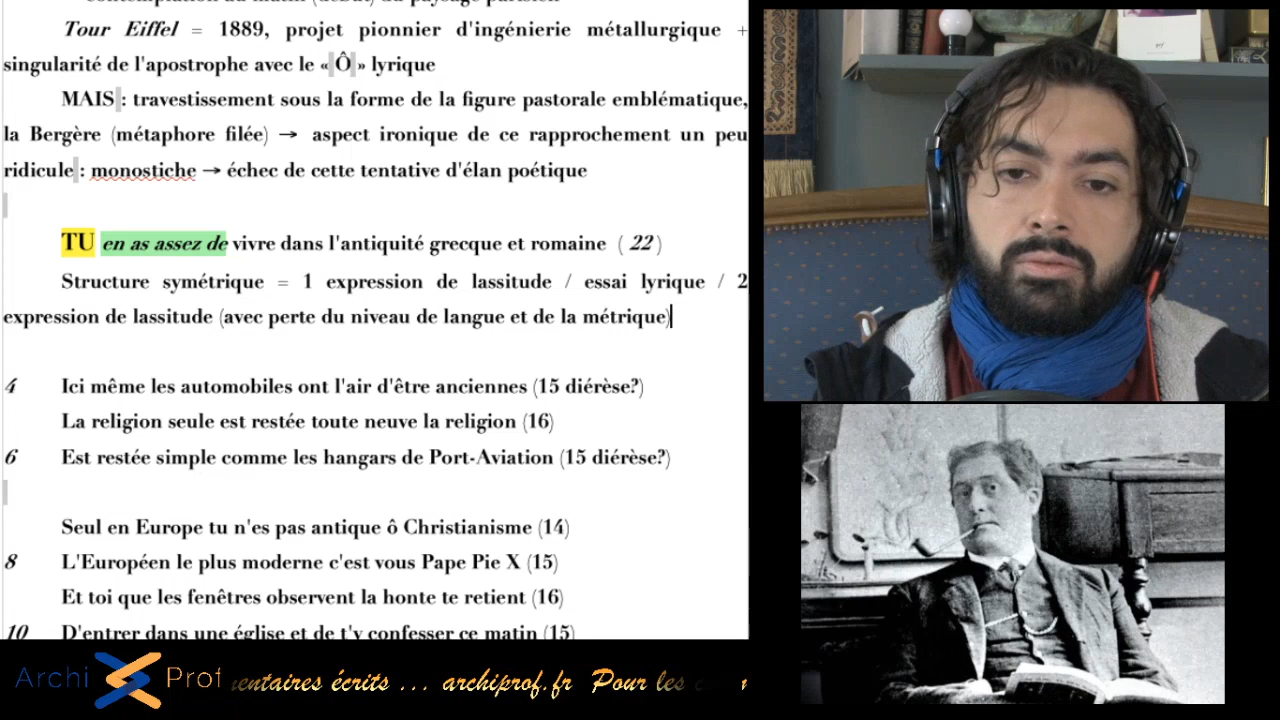 Tour Eiffel = 1889, projet pionnier d'ingénierie métallurgique +
singularité de l'apostrophe avec le « Ô » lyrique
MAIS : travestissement sous la forme de la figure pastorale emblématique,
la Bergère (métaphore filée) → aspect ironique de ce rapprochement un peu
ridicule : monostiche → échec de cette tentative d'élan poétique
TU en as assez de vivre dans l'antiquité grecque et romaine ( 22 )
Structure symétrique = 1 expression de lassitude / essai lyrique / 2
expression de lassitude (avec perte du niveau de langue et de la métrique)
4 Ici même les automobiles ont l'air d'être anciennes (15 diérèse?)
La religion seule est restée toute neuve la religion (16)
6 Est restée simple comme les hangars de Port-Aviation (15 diérèse?)
Seul en Europe tu n'es pas antique ô Christianisme (14)
8 L'Européen le plus moderne c'est vous Pape Pie X (15)
Et toi que les fenêtres observent la honte te retient (16)
10 D'entrer dans une église et de t'y confesser ce matin (15)
Archi Prof
écrits ... archiprof.fr Pour les